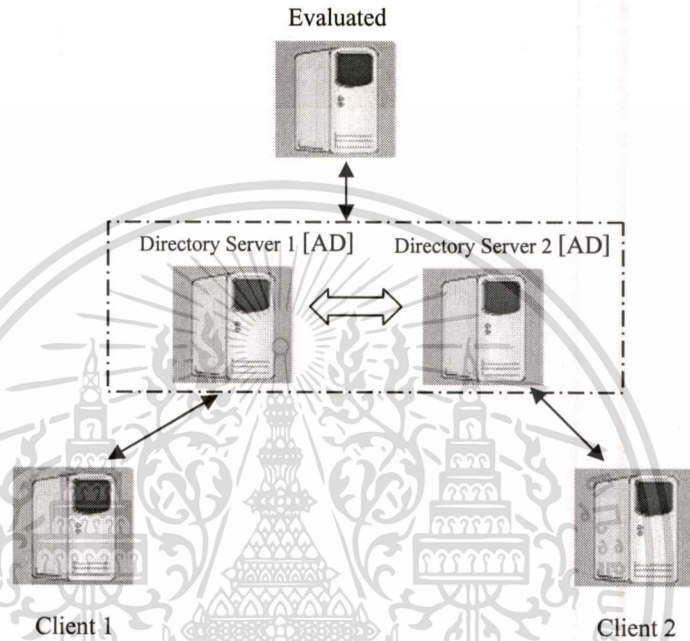 Evaluated
Directory Server 1 [AD]
Directory Server 2 [AD]
Client 1
Client 2